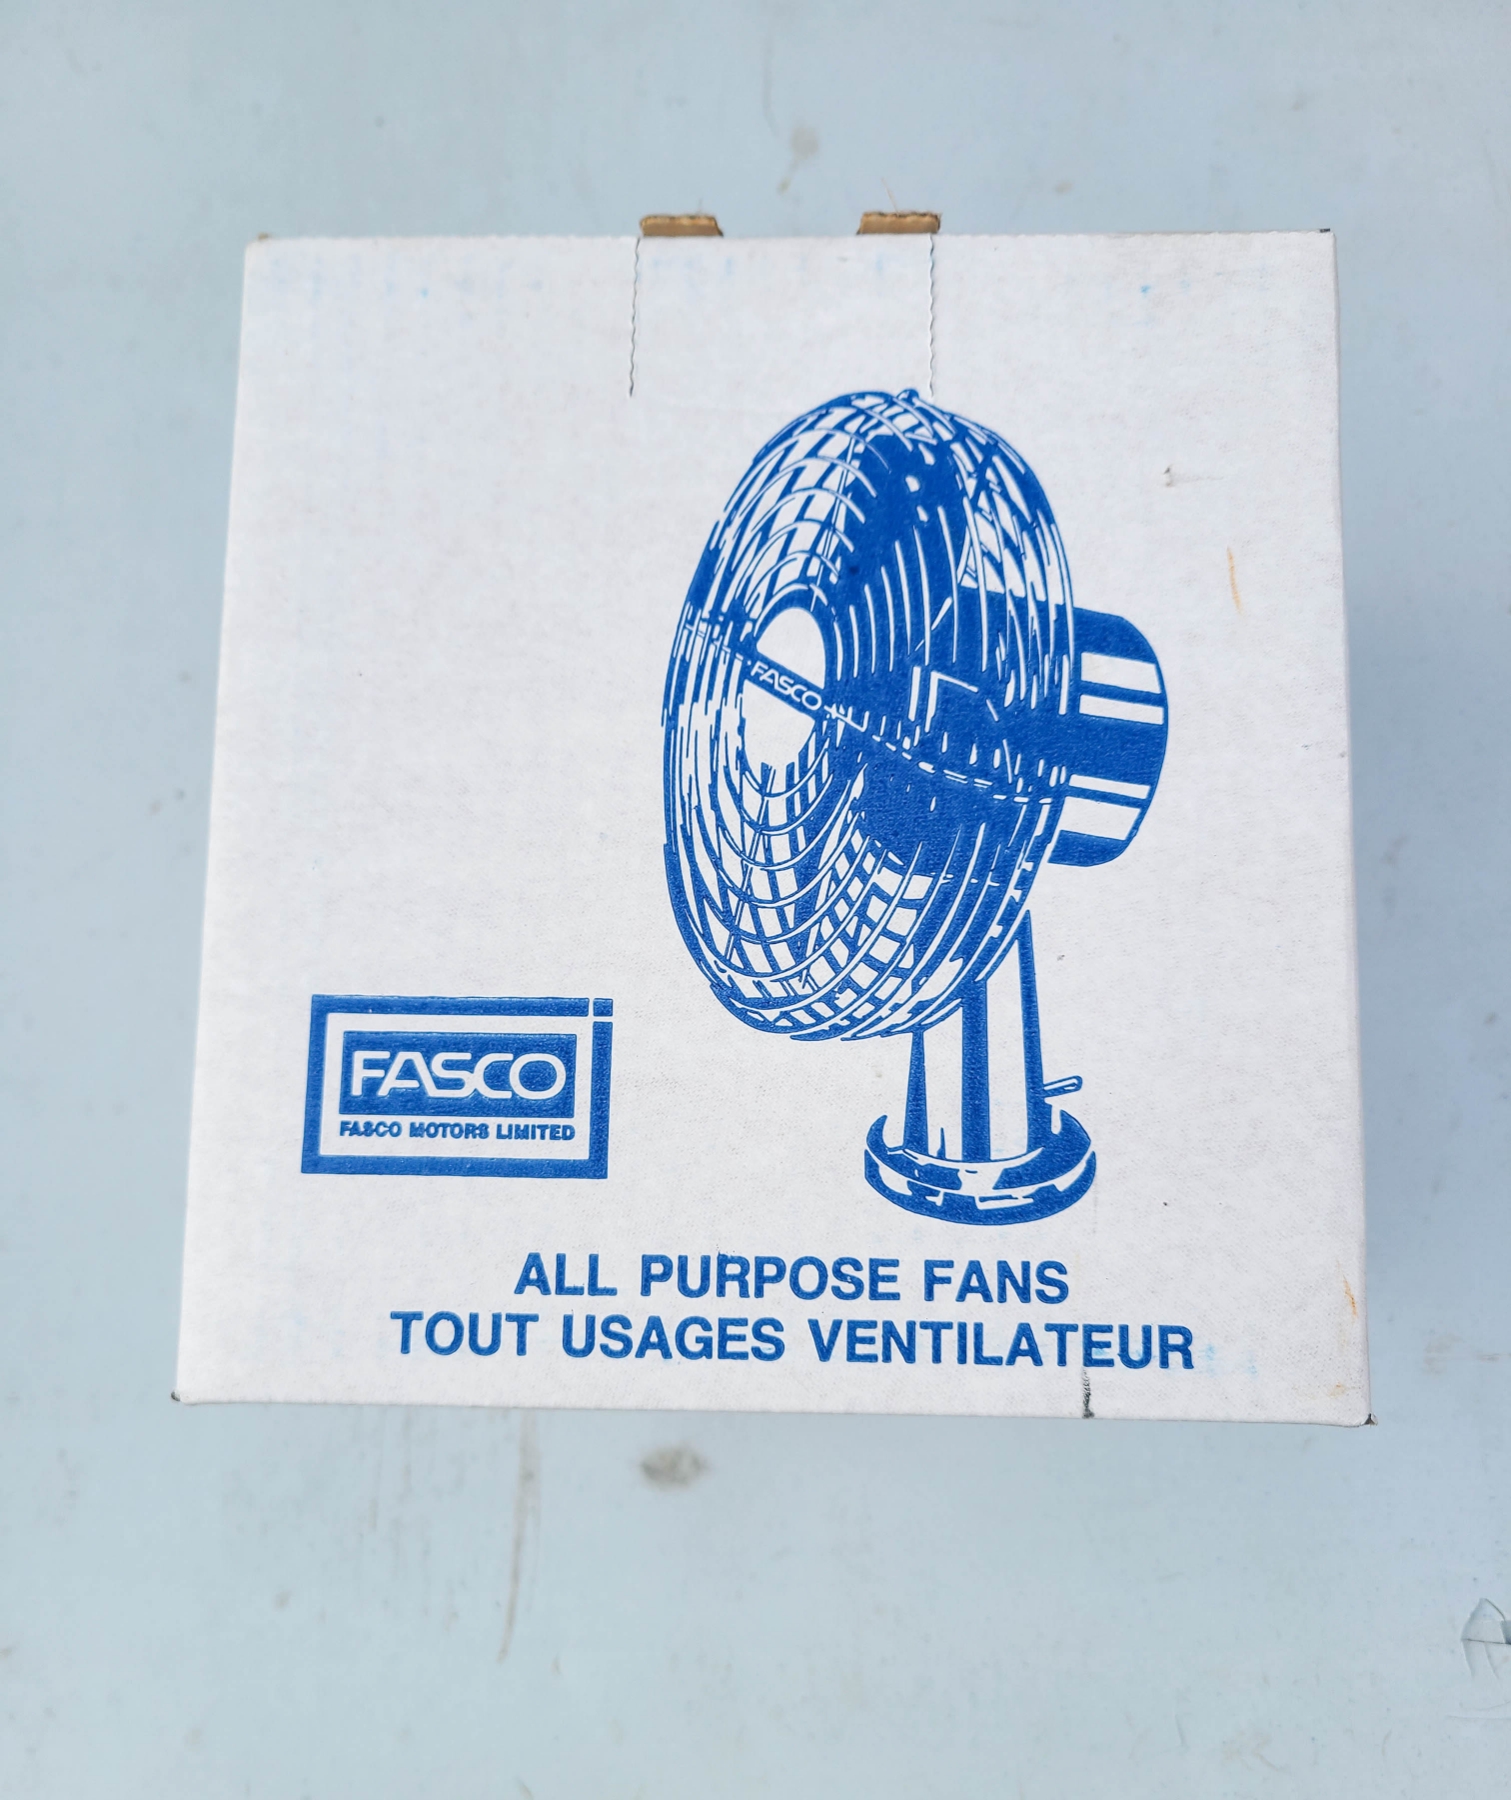 FASCO
FASCO
FASCO MOTORS LIMITED
ALL PURPOSE FANS
TOUT USAGES VENTILATEUR